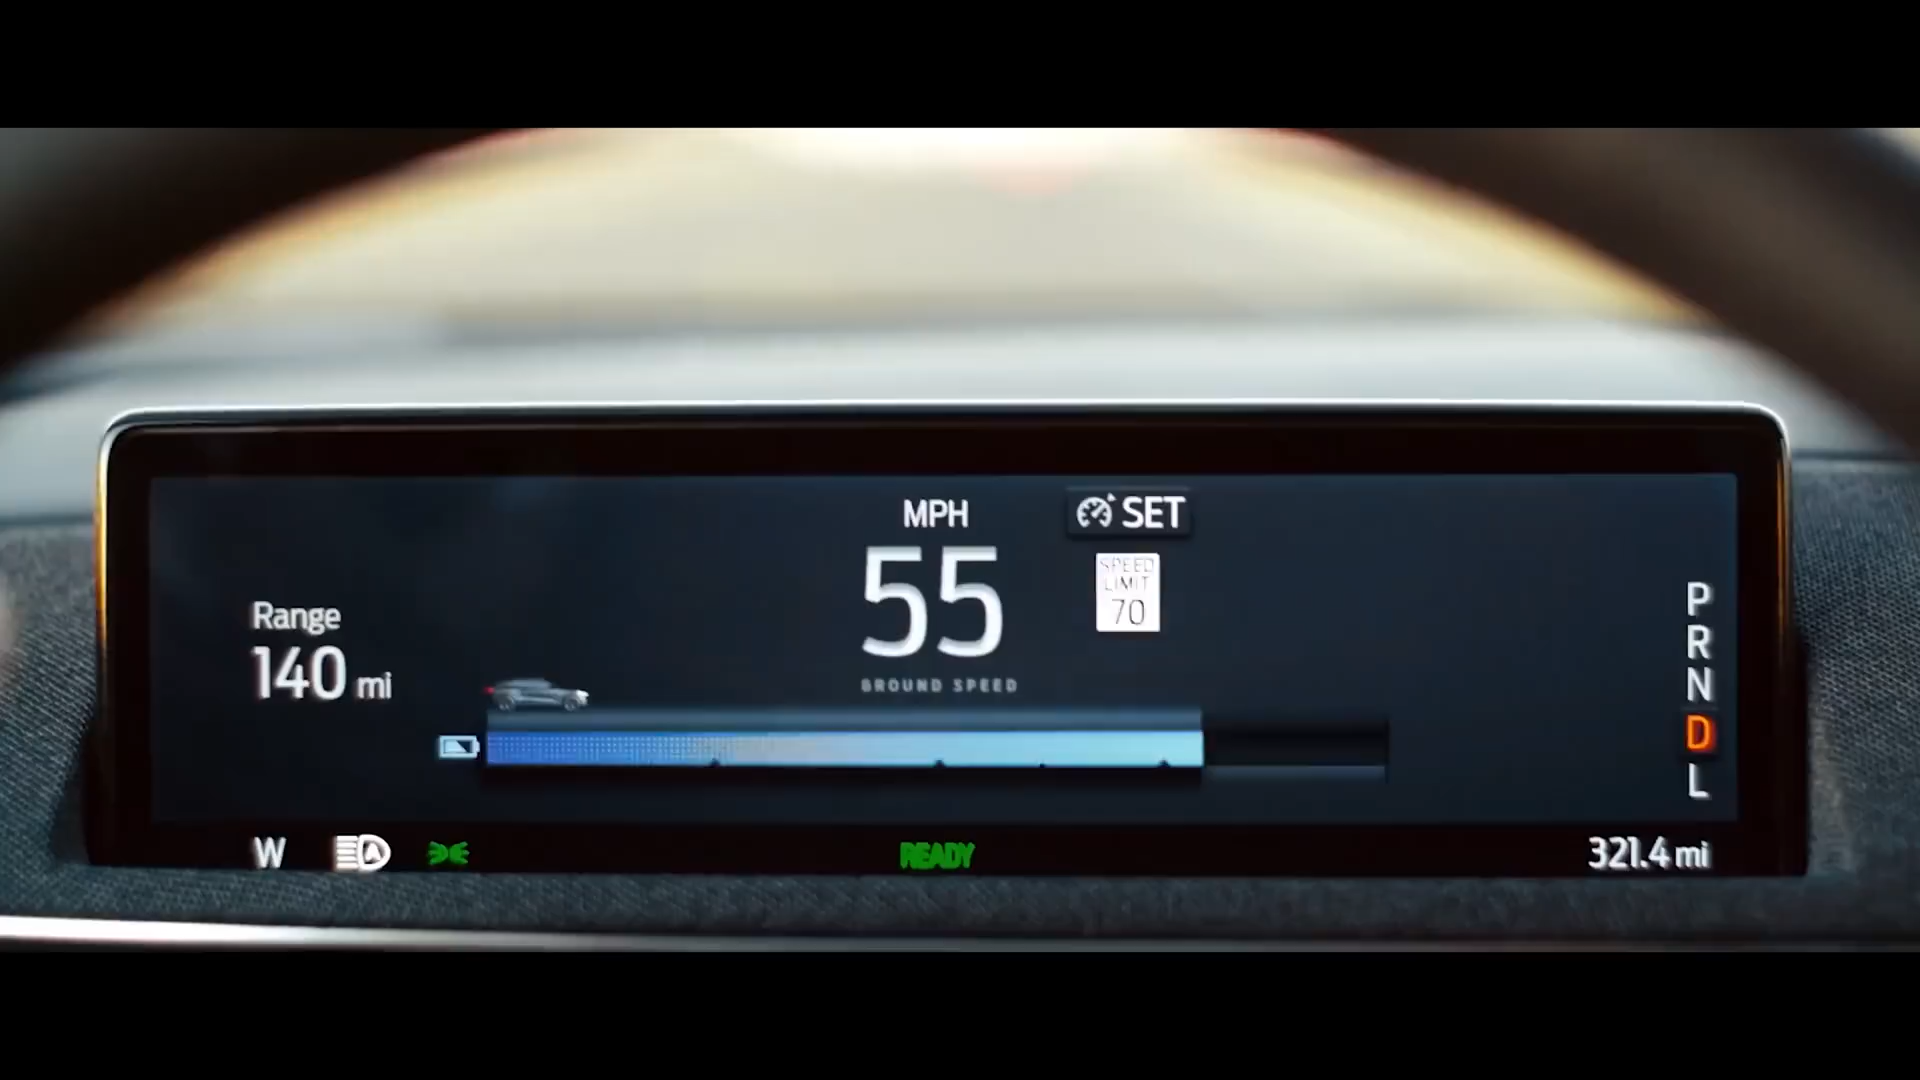 MPH
SET
55
SPEED
LIMIT
70
Range
140 mi
GROUND SPEED
P
R
N
D
L
W
READY
321.4 mi